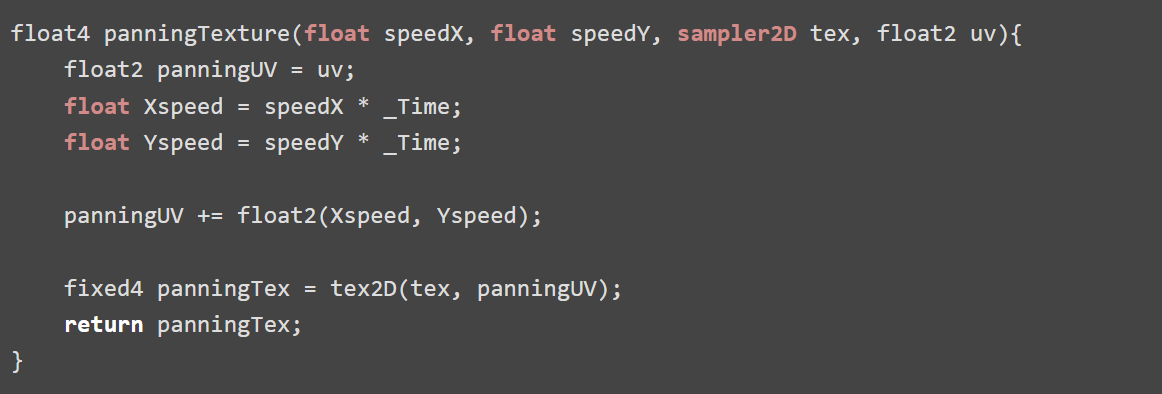 float4 panningTexture(float speedX, float speedY, sampler2D tex, float2 uv){
    float2 panningUV = uv;
    float Xspeed = speedX * _Time;
    float Yspeed = speedY * _Time;

    panningUV += float2(Xspeed, Yspeed);

    fixed4 panningTex = tex2D(tex, panningUV);
    return panningTex;
}